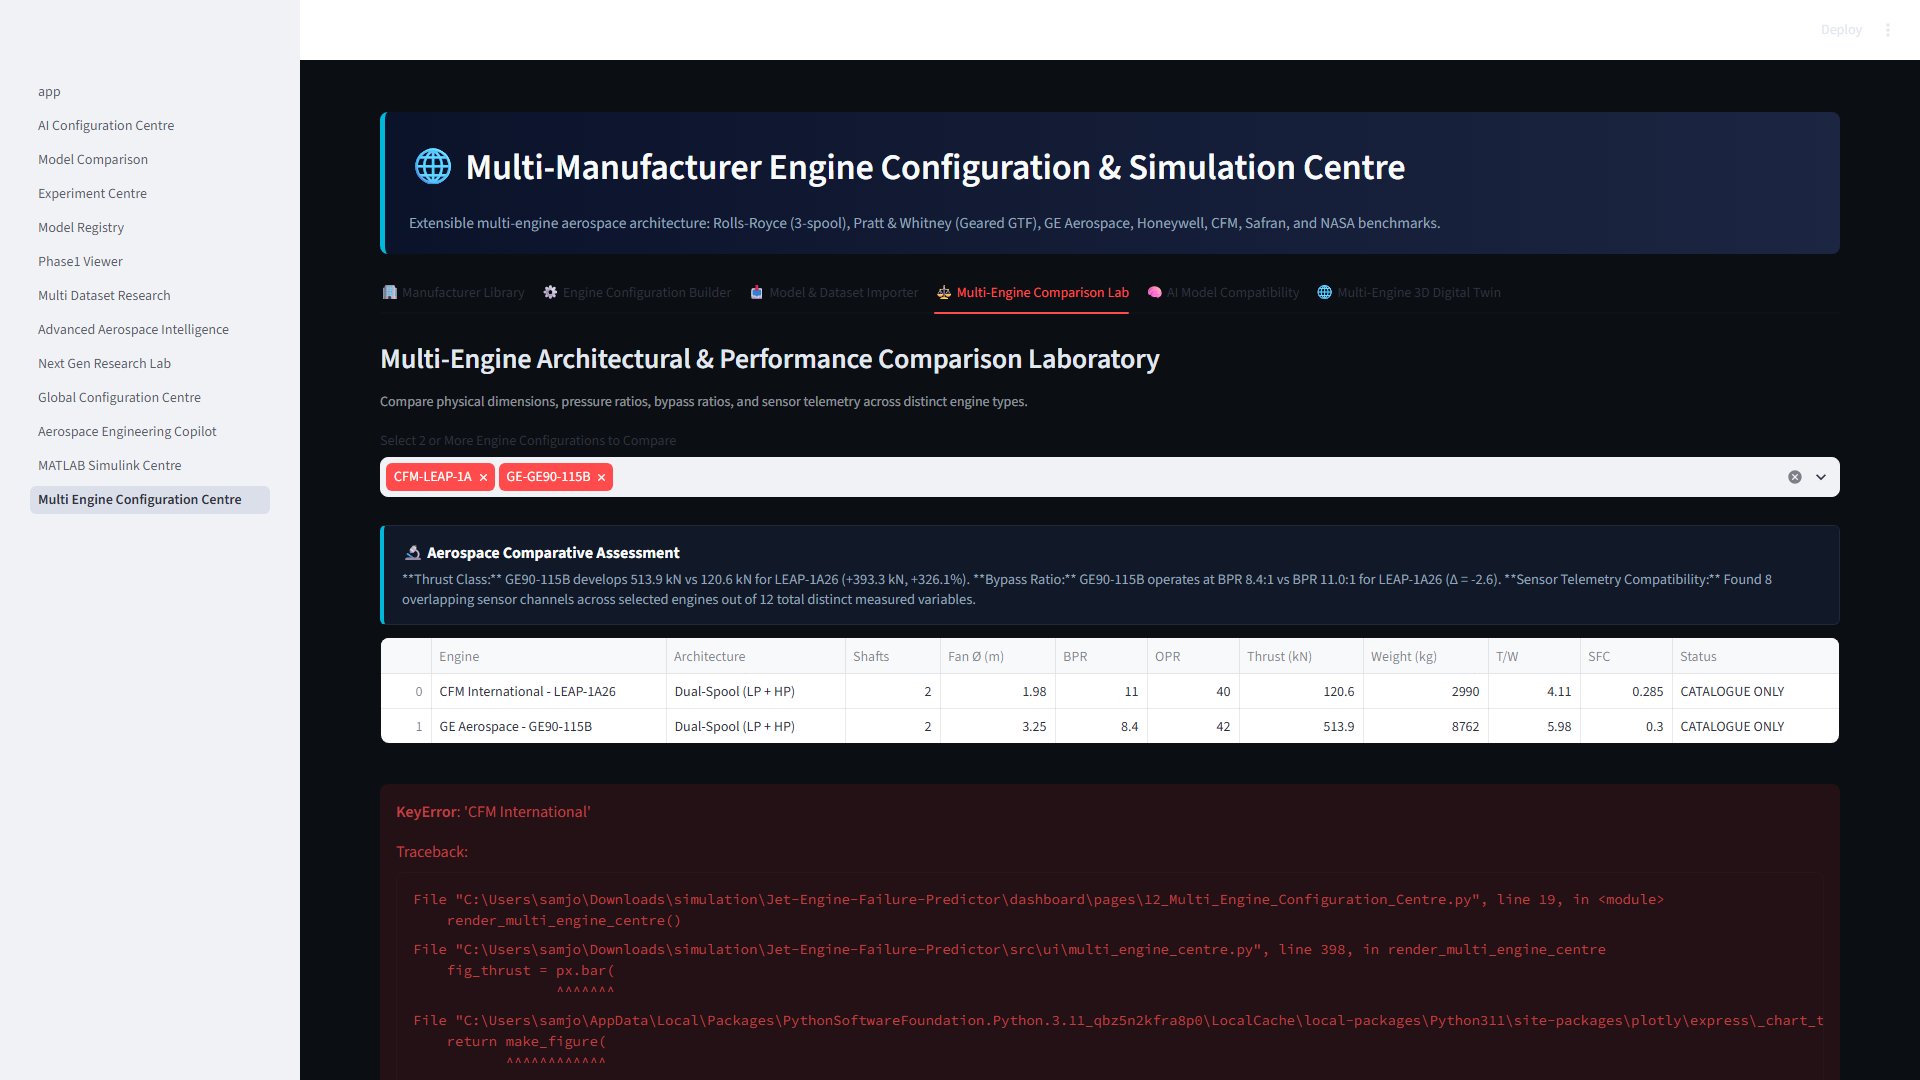 Deploy
app
AI Configuration Centre
Model Comparison
Experiment Centre
Model Registry
Phase1 Viewer
Multi Dataset Research
Advanced Aerospace Intelligence
Next Gen Research Lab
Global Configuration Centre
Aerospace Engineering Copilot
MATLAB Simulink Centre
Multi Engine Configuration Centre
Multi-Manufacturer Engine Configuration & Simulation Centre
Extensible multi-engine aerospace architecture: Rolls-Royce (3-spool), Pratt & Whitney (Geared GTF), GE Aerospace, Honeywell, CFM, Safran, and NASA benchmarks.
Manufacturer Library Engine Configuration Builder Model & Dataset Importer Multi-Engine Comparison Lab AI Model Compatibility Multi-Engine 3D Digital Twin
Multi-Engine Architectural & Performance Comparison Laboratory
Compare physical dimensions, pressure ratios, bypass ratios, and sensor telemetry across distinct engine types.
Select 2 or More Engine Configurations to Compare
CFM-LEAP-1A × GE-GE90-115B ×
Aerospace Comparative Assessment
**Thrust Class:** GE90-115B develops 513.9 kN vs 120.6 kN for LEAP-1A26 (+393.3 kN, +326.1%). **Bypass Ratio:** GE90-115B operates at BPR 8.4:1 vs BPR 11.0:1 for LEAP-1A26 (Δ = -2.6). **Sensor Telemetry Compatibility:** Found 8
overlapping sensor channels across selected engines out of 12 total distinct measured variables.
Engine Architecture Shafts Fan Ø (m) BPR OPR Thrust (kN) Weight (kg) T/W SFC Status
0 CFM International - LEAP-1A26 Dual-Spool (LP + HP) 2 1.98 11 40 120.6 2990 4.11 0.285 CATALOGUE ONLY
1 GE Aerospace - GE90-115B Dual-Spool (LP + HP) 2 3.25 8.4 42 513.9 8762 5.98 0.3 CATALOGUE ONLY
KeyError: 'CFM International'
Traceback:
File "C:\Users\samjo\Downloads\simulation\Jet-Engine-Failure-Predictor\dashboard\pages\12_Multi_Engine_Configuration_Centre.py", line 19, in <module>
render_multi_engine_centre()
File "C:\Users\samjo\Downloads\simulation\Jet-Engine-Failure-Predictor\src\ui\multi_engine_centre.py", line 398, in render_multi_engine_centre
fig_thrust = px.bar(
^^^^^^^
File "C:\Users\samjo\AppData\Local\Packages\PythonSoftwareFoundation.Python.3.11_qbz5n2kfra8p0\LocalCache\local-packages\Python311\site-packages\plotly\express\_chart_t
return make_figure(
^^^^^^^^^^^^